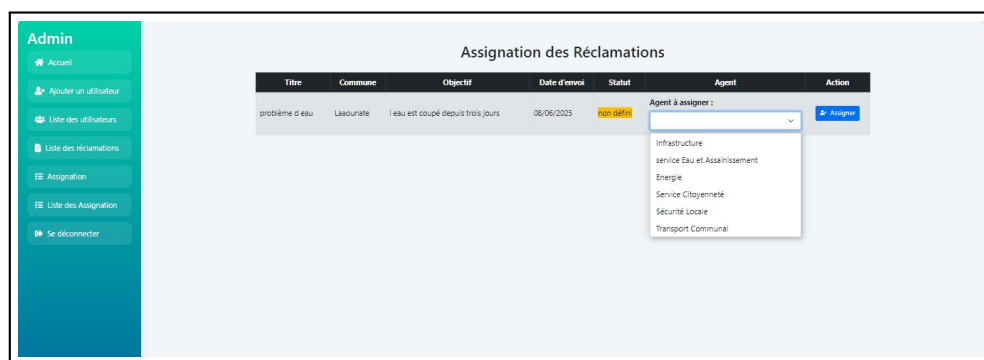 Admin
Accueil
Ajouter un utilisateur
Liste des utilisateurs
Liste des réclamations
Assignation
Liste des Assignation
Se déconnecter
Assignation des Réclamations
Titre Commune Objectif Date d'envoi Statut Agent Action
problème d eau Laaounate l eau est coupé depuis trois jours 08/06/2025 non défini Agent à assigner : Assigner
Infrastructure
service Eau et Assainissement
Energie
Service Citoyenneté
Sécurité Locale
Transport Communal